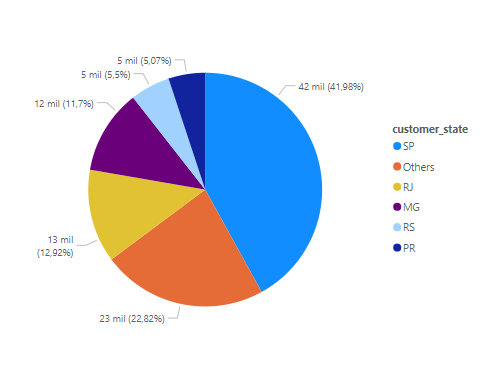 5 mil (5,07%)
5 mil (5,5%)
42 mil (41,98%)
12 mil (11,7%)
13 mil
(12,92%)
23 mil (22,82%)
customer_state
SP
Others
RJ
MG
RS
PR